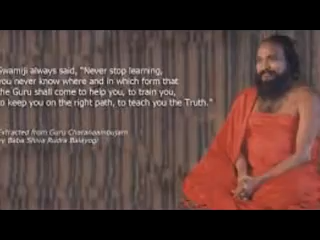 Swamiji always said, "Never stop learning,
you never know where and in which form that
the Guru shall come to help you, to train you,
to keep you on the right path, to teach you the Truth."
Extracted from Guru Charanambujam
by Baba Shiva Rudra Balayogi